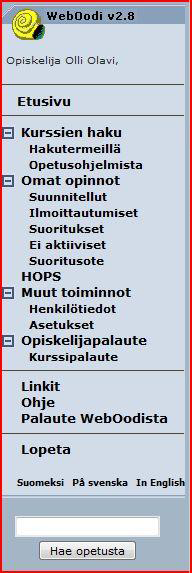 WebOodi v2.8
Opiskelija Olli Olavi,
Etusivu
Kurssien haku
Hakutermeillä
Opetusohjelmista
Omat opinnot
Suunnitellut
Ilmoittautumiset
Suoritukset
Ei aktiiviset
Suoritusote
HOPS
Muut toiminnot
Henkilötiedot
Asetukset
Opiskelijapalaute
Kurssipalaute
Linkit
Ohje
Palaute WebOodista
Lopeta
Suomeksi På svenska In English
Hae opetusta